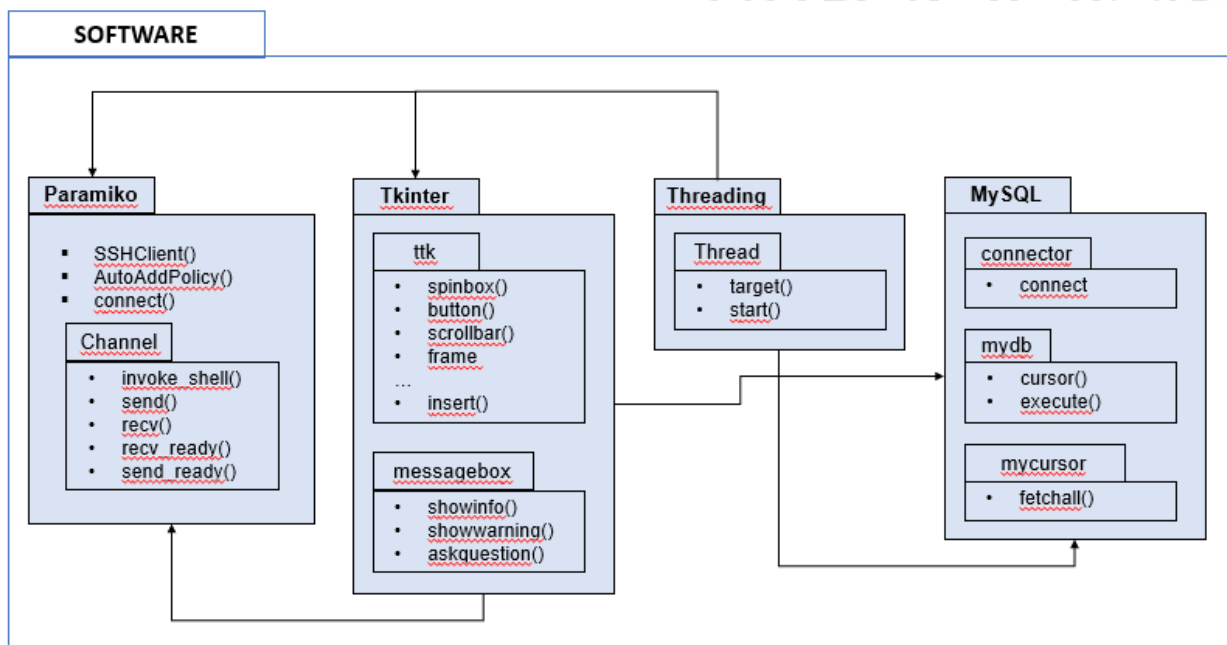 SOFTWARE
Paramiko
SSHClient()
AutoAddPolicy()
connect()
Channel
invoke_shell()
send()
recv()
recv_ready()
send_ready()
Tkinter
ttk
spinbox()
button()
scrollbar()
frame
...
insert()
messagebox
showinfo()
showwarning()
askquestion()
Threading
Thread
target()
start()
MySQL
connector
connect
mydb
cursor()
execute()
mycursor
fetchall()